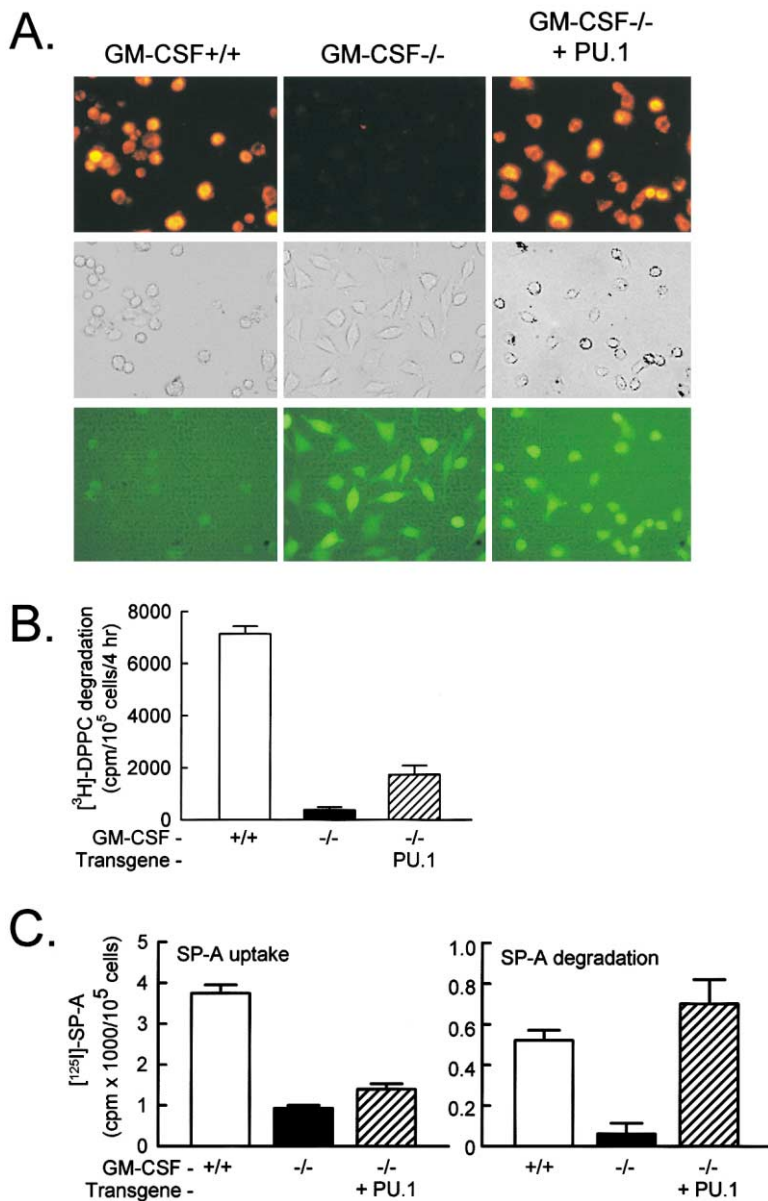 A.
GM-CSF+/+
GM-CSF-/-
GM-CSF-/-
+ PU.1
B.
[³H]-DPPC degradation
(cpm/10⁵ cells/4 hr)
8000
6000
4000
2000
0
GM-CSF - +/+ -/- -/-
Transgene - PU.1
C.
[¹²⁵I]-SP-A
(cpm x 1000/10⁵ cells)
SP-A uptake
5
4
3
2
1
0
GM-CSF - +/+ -/- -/-
Transgene - + PU.1
SP-A degradation
1.0
0.8
0.6
0.4
0.2
0
+/+ -/- -/-
+ PU.1